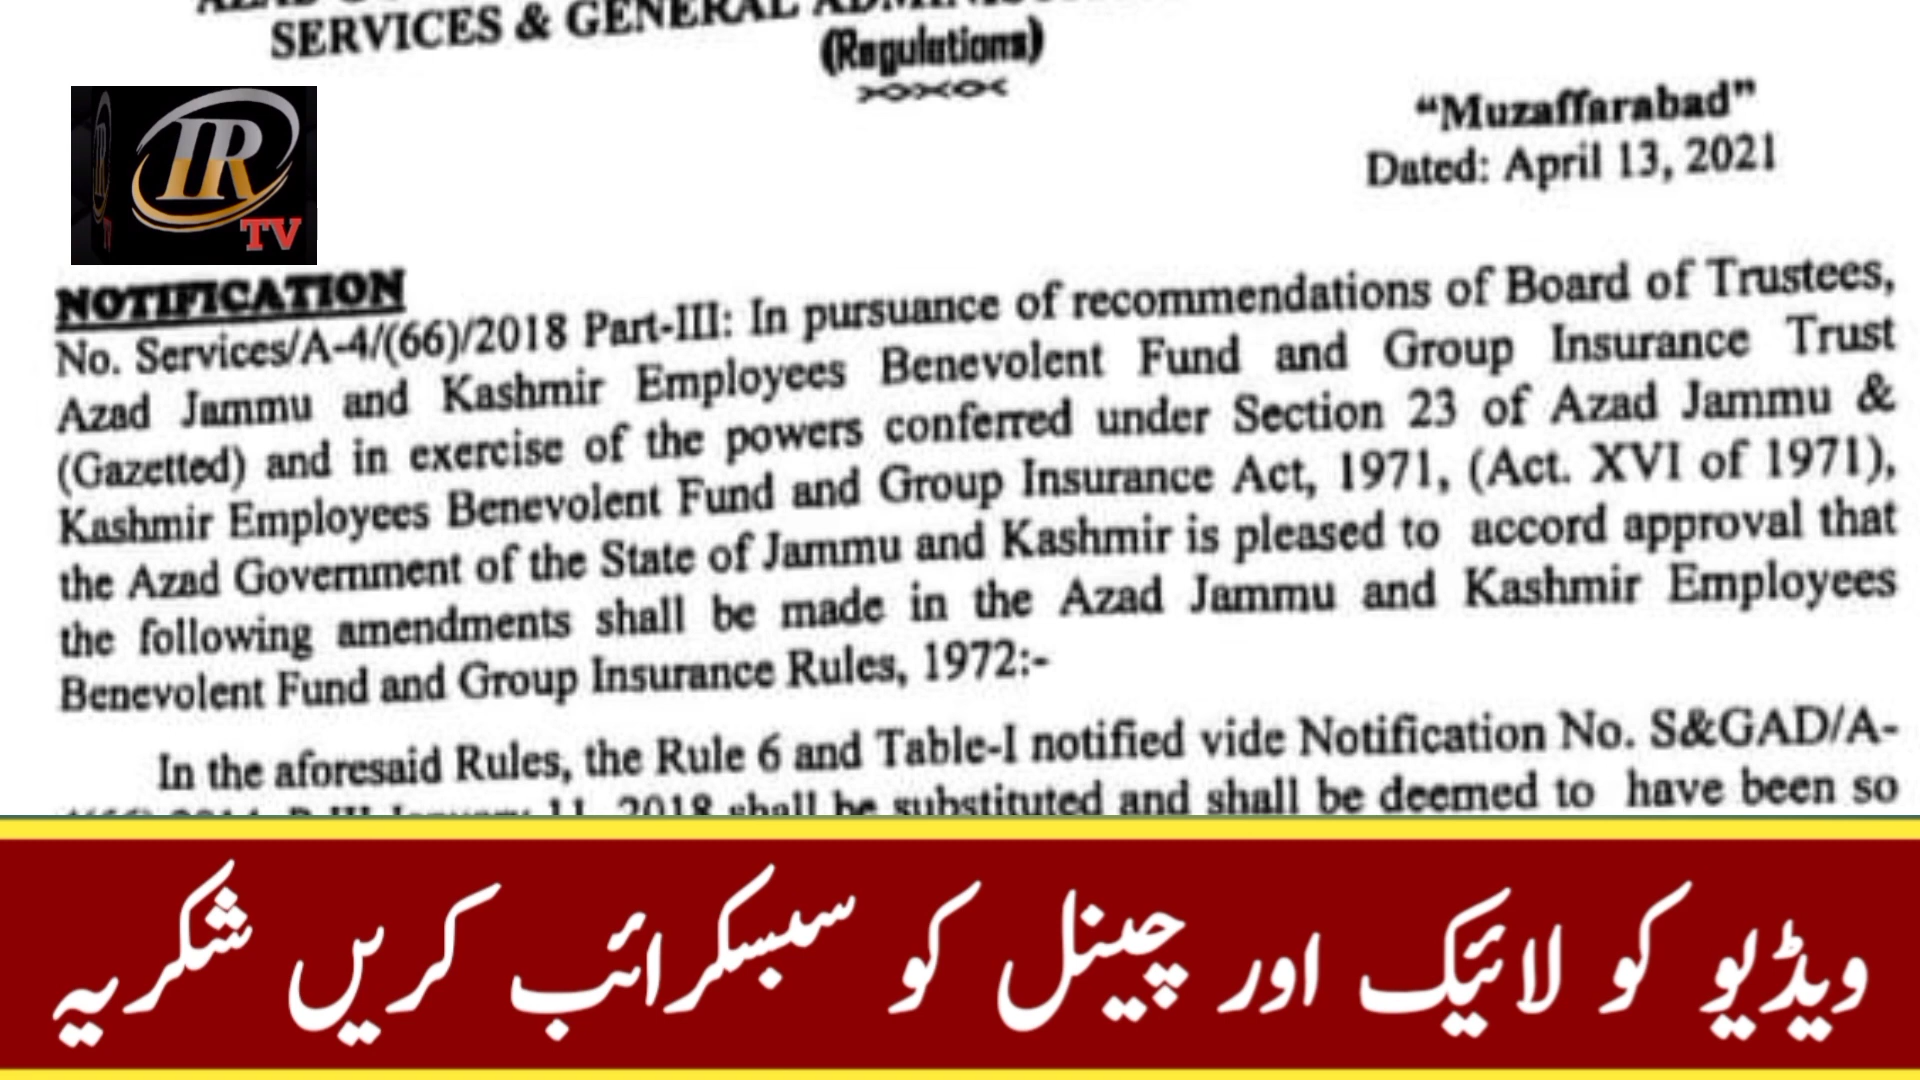 SERVICES & GENERAL
(Regulations)
"Muzaffarabad"
Dated: April 13, 2021
IR
TV
NOTIFICATION
No. Services/A-4/(66)/2018 Part-III: In pursuance of recommendations of Board of Trustees,
Azad Jammu and Kashmir Employees Benevolent Fund and Group Insurance Trust
(Gazetted) and in exercise of the powers conferred under Section 23 of Azad Jammu &
Kashmir Employees Benevolent Fund and Group Insurance Act, 1971, (Act. XVI of 1971),
the Azad Government of the State of Jammu and Kashmir is pleased to accord approval that
the following amendments shall be made in the Azad Jammu and Kashmir Employees
Benevolent Fund and Group Insurance Rules, 1972:-
In the aforesaid Rules, the Rule 6 and Table-I notified vide Notification No. S&GAD/A-
11, 2018 shall be substituted and shall be deemed to have been so
ویڈیو کو لائیک اور چینل کو سبسکرائب کریں شکریہ